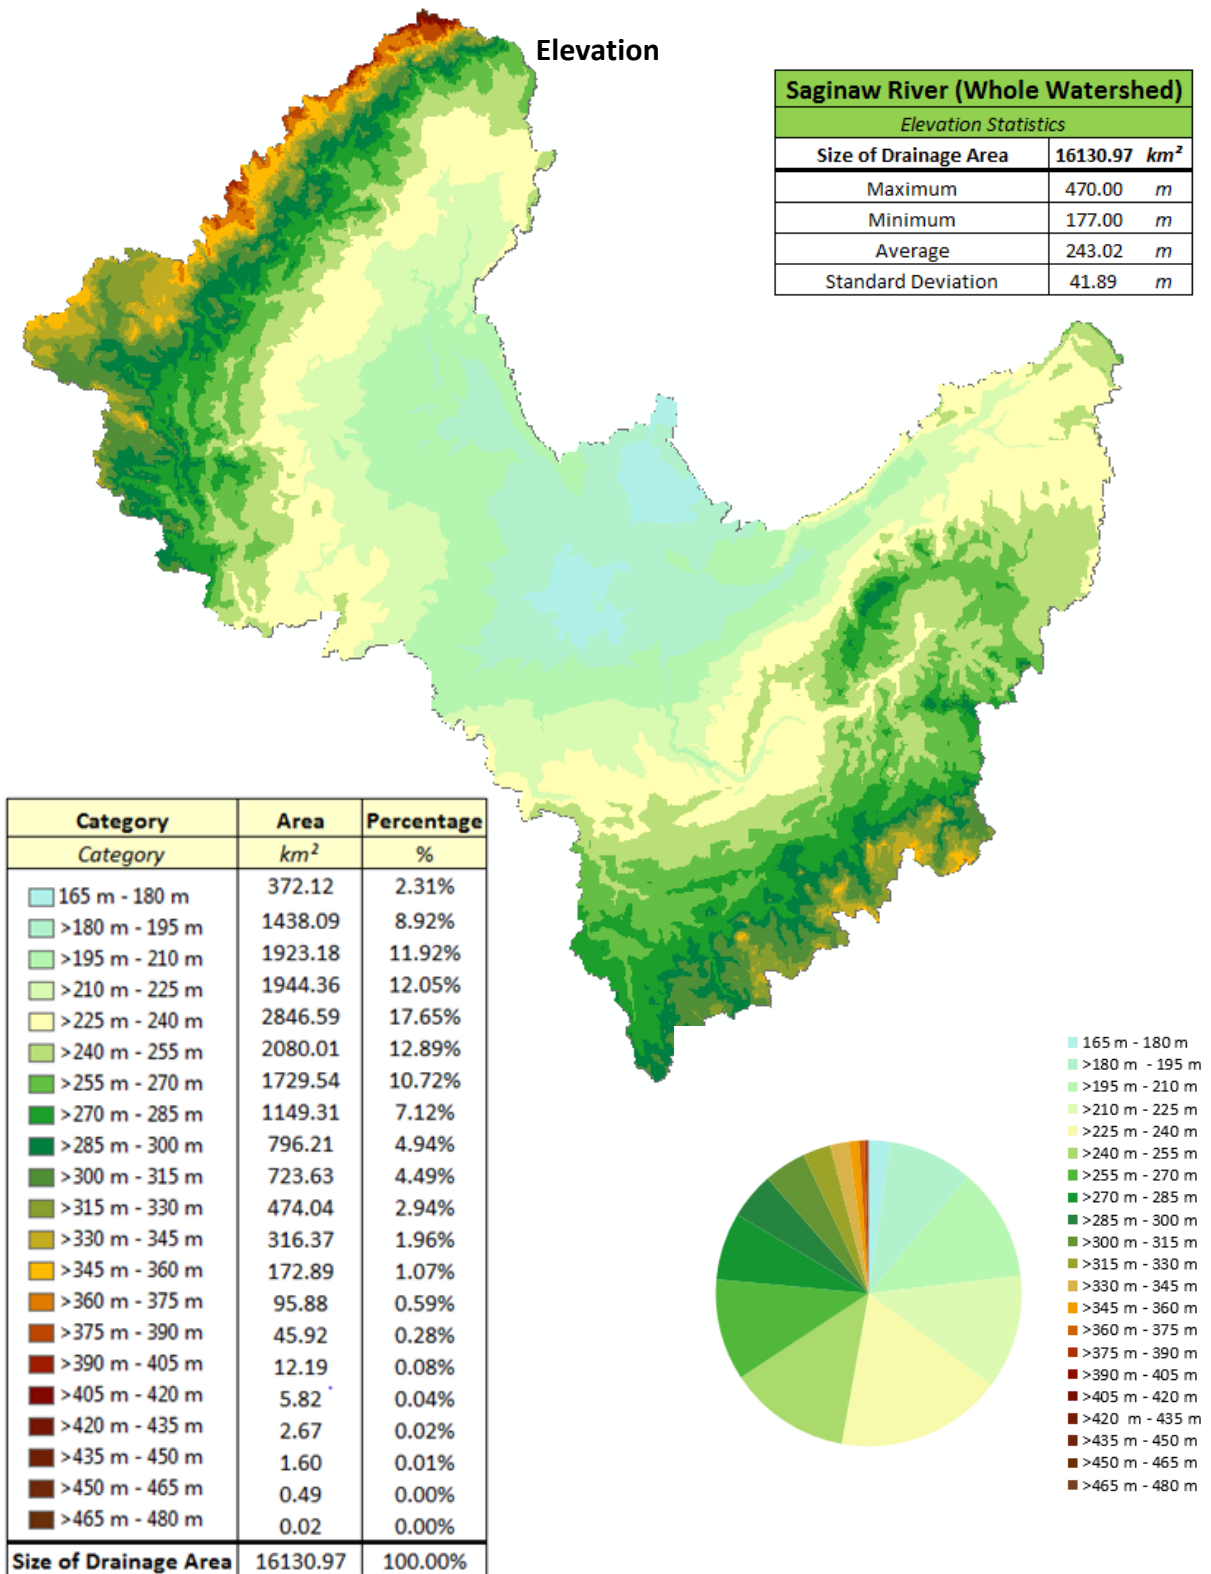 Elevation
Saginaw River (Whole Watershed)
Elevation Statistics
Size of Drainage Area 16130.97 km²
Maximum 470.00 m
Minimum 177.00 m
Average 243.02 m
Standard Deviation 41.89 m
Category Area Percentage
Category km² %
165 m - 180 m 372.12 2.31%
>180 m - 195 m 1438.09 8.92%
>195 m - 210 m 1923.18 11.92%
>210 m - 225 m 1944.36 12.05%
>225 m - 240 m 2846.59 17.65%
>240 m - 255 m 2080.01 12.89%
>255 m - 270 m 1729.54 10.72%
>270 m - 285 m 1149.31 7.12%
>285 m - 300 m 796.21 4.94%
>300 m - 315 m 723.63 4.49%
>315 m - 330 m 474.04 2.94%
>330 m - 345 m 316.37 1.96%
>345 m - 360 m 172.89 1.07%
>360 m - 375 m 95.88 0.59%
>375 m - 390 m 45.92 0.28%
>390 m - 405 m 12.19 0.08%
>405 m - 420 m 5.82 0.04%
>420 m - 435 m 2.67 0.02%
>435 m - 450 m 1.60 0.01%
>450 m - 465 m 0.49 0.00%
>465 m - 480 m 0.02 0.00%
Size of Drainage Area 16130.97 100.00%
165 m - 180 m
>180 m - 195 m
>195 m - 210 m
>210 m - 225 m
>225 m - 240 m
>240 m - 255 m
>255 m - 270 m
>270 m - 285 m
>285 m - 300 m
>300 m - 315 m
>315 m - 330 m
>330 m - 345 m
>345 m - 360 m
>360 m - 375 m
>375 m - 390 m
>390 m - 405 m
>405 m - 420 m
>420 m - 435 m
>435 m - 450 m
>450 m - 465 m
>465 m - 480 m